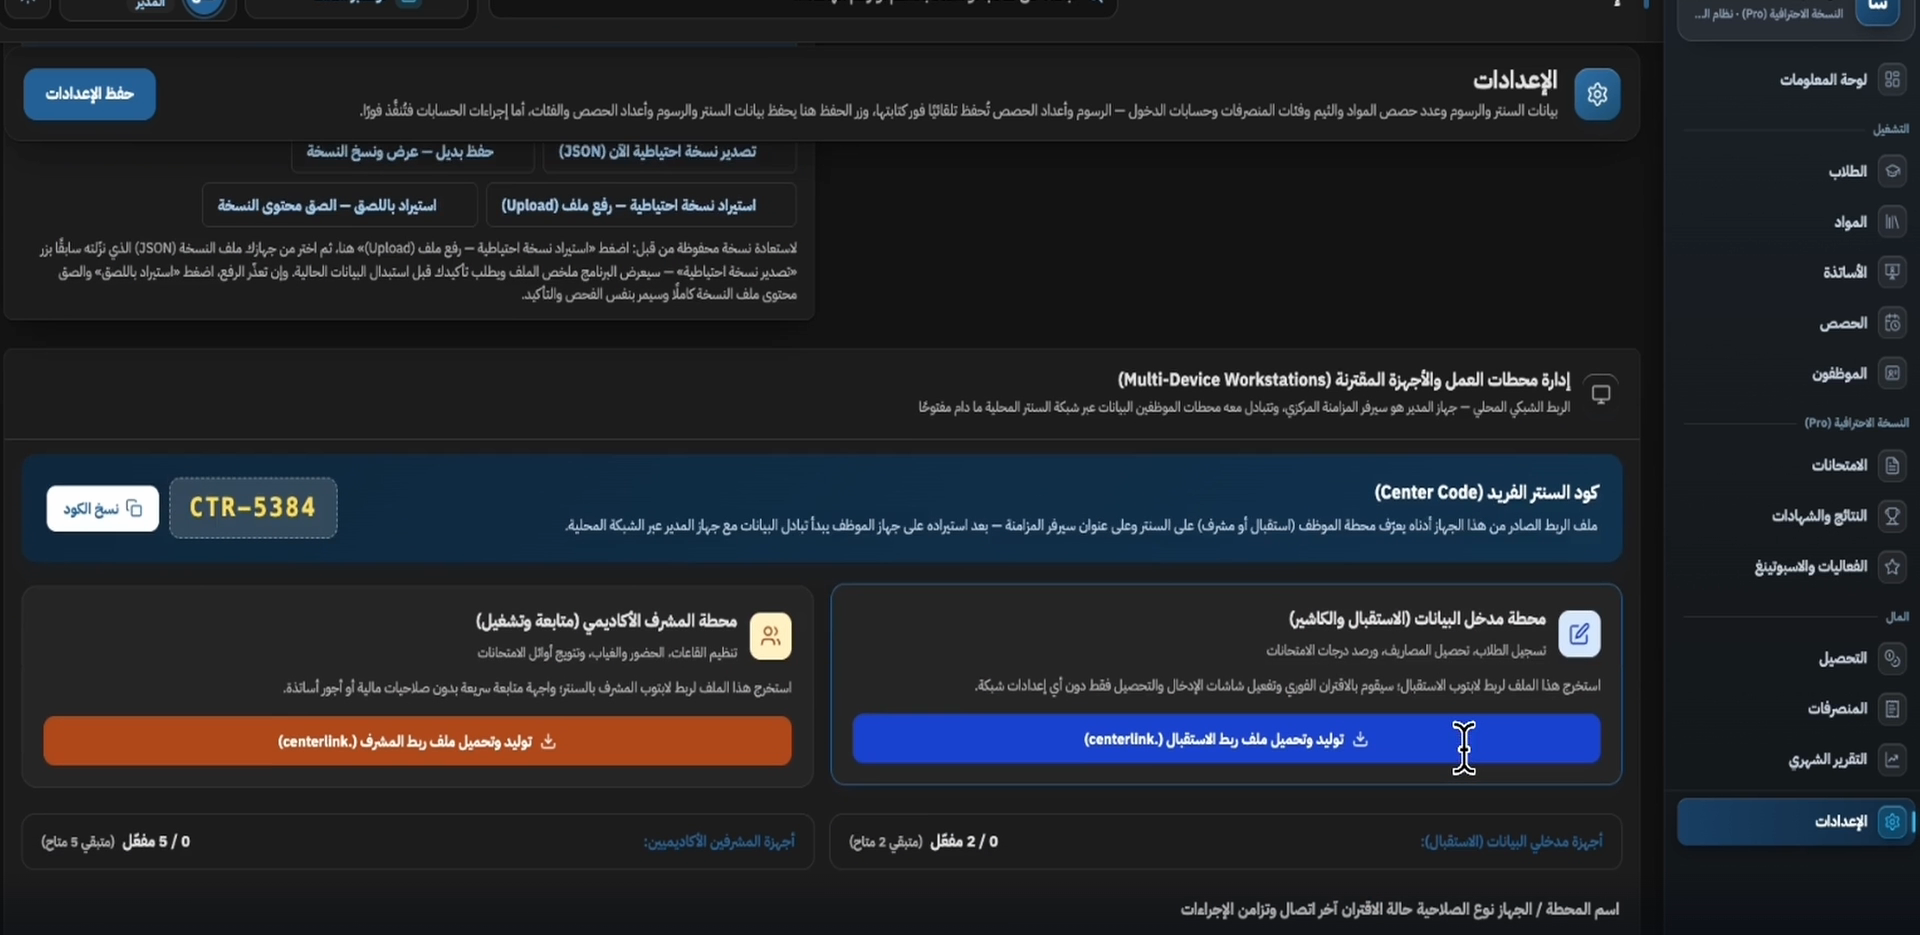 المدير
النسخة الاحترافية (Pro) · نظام الـ...
لوحة المعلومات
التشغيل
الطلاب
المواد
الأساتذة
الحصص
الموظفون
النسخة الاحترافية (Pro)
الامتحانات
النتائج والشهادات
الفعاليات والاسبوتينغ
المال
التحصيل
المنصرفات
التقرير الشهري
الإعدادات
الإعدادات
بيانات السنتر والرسوم وعدد حصص المواد والثيم وفئات المنصرفات وحسابات الدخول — الرسوم وأعداد الحصص تُحفظ تلقائيًا فور كتابتها، وزر الحفظ هنا يحفظ بيانات السنتر والرسوم وأعداد الحصص والفئات، أما إجراءات الحسابات فتُنفَّذ فورًا.
حفظ الإعدادات
تصدير نسخة احتياطية الآن (JSON)
حفظ بديل — عرض ونسخ النسخة
استيراد نسخة احتياطية — رفع ملف (Upload)
استيراد باللصق — الصق محتوى النسخة
لاستعادة نسخة محفوظة من قبل: اضغط «استيراد نسخة احتياطية — رفع ملف (Upload)» هنا، ثم اختر من جهازك ملف النسخة (JSON) الذي نزّلته سابقًا بزر
«تصدير نسخة احتياطية» — سيعرض البرنامج ملخص الملف ويطلب تأكيدك قبل استبدال البيانات الحالية. وإن تعذّر الرفع، اضغط «استيراد باللصق» والصق
محتوى ملف النسخة كاملًا وسيمر بنفس الفحص والتأكيد.
إدارة محطات العمل والأجهزة المقترنة (Multi-Device Workstations)
الربط الشبكي المحلي — جهاز المدير هو سيرفر المزامنة المركزي، وتتبادل معه محطات الموظفين البيانات عبر شبكة السنتر المحلية ما دام مفتوحًا
كود السنتر الفريد (Center Code)
ملف الربط الصادر من هذا الجهاز أدناه يعرّف محطة الموظف (استقبال أو مشرف) على السنتر وعلى عنوان سيرفر المزامنة — بعد استيراده على جهاز الموظف يبدأ تبادل البيانات مع جهاز المدير عبر الشبكة المحلية.
CTR-5384
نسخ الكود
محطة مدخل البيانات (الاستقبال والكاشير)
تسجيل الطلاب، تحصيل المصاريف، ورصد درجات الامتحانات
استخرج هذا الملف لربط لابتوب الاستقبال؛ سيقوم بالاقتران الفوري وتفعيل شاشات الإدخال والتحصيل فقط دون أي إعدادات شبكة.
توليد وتحميل ملف ربط الاستقبال (.centerlink)
محطة المشرف الأكاديمي (متابعة وتشغيل)
تنظيم القاعات، الحضور والغياب، وتتويج أوائل الامتحانات
استخرج هذا الملف لربط لابتوب المشرف بالسنتر؛ واجهة متابعة سريعة بدون صلاحيات مالية أو أجور أساتذة.
توليد وتحميل ملف ربط المشرف (.centerlink)
أجهزة مدخلي البيانات (الاستقبال):
0 / 2 مفعّل (متبقي 2 متاح)
أجهزة المشرفين الأكاديميين:
0 / 5 مفعّل (متبقي 5 متاح)
اسم المحطة / الجهاز نوع الصلاحية حالة الاقتران آخر اتصال وتزامن الإجراءات